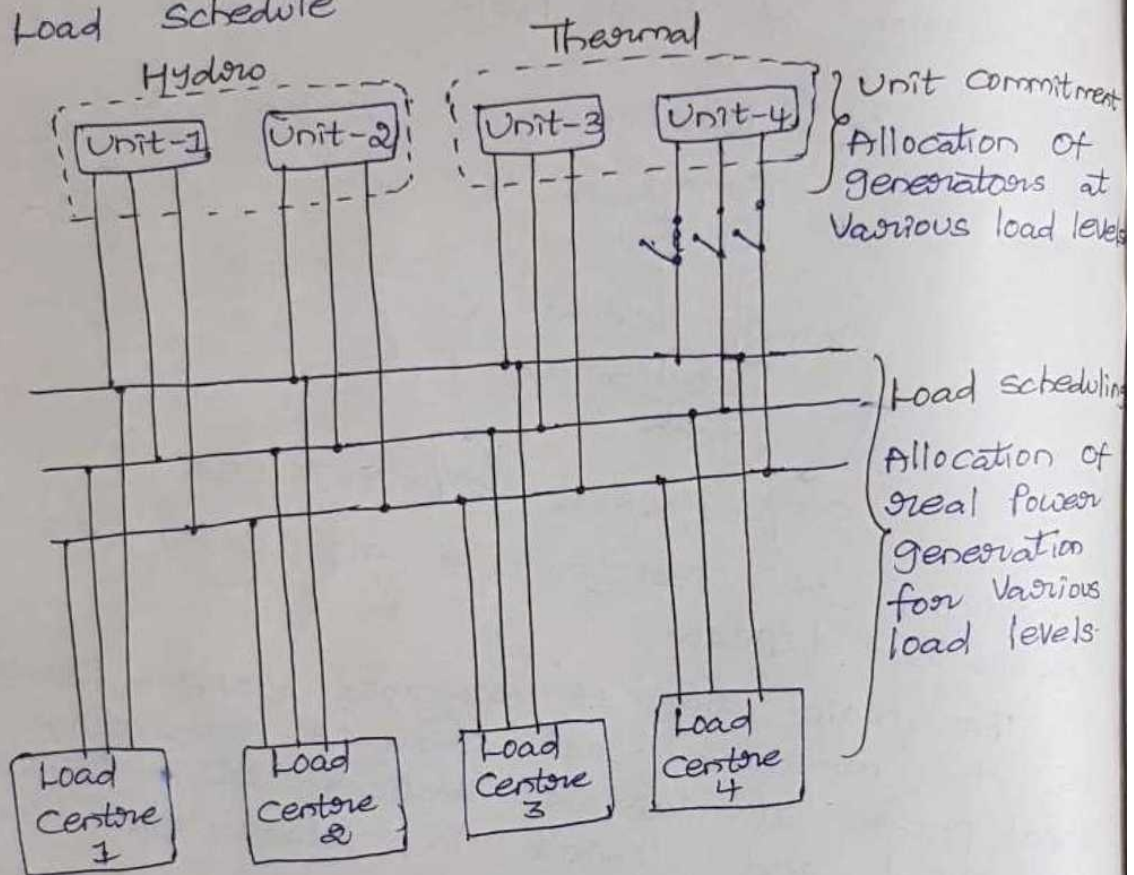 Load Schedule
Hydro
Thermal
Unit-1
Unit-2
Unit-3
Unit-4
Unit Commitment
Allocation of
generators at
Various load levels
Load scheduling
Allocation of
real Power
generation
for Various
load levels.
Load
Centre
1
Load
Centre
2
Load
Centre
3
Load
Centre
4